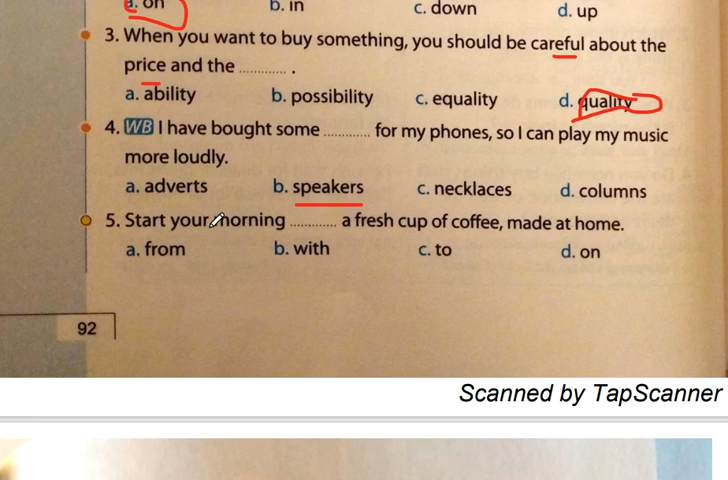 a. on b. in c. down d. up
3. When you want to buy something, you should be careful about the
price and the ............ .
a. ability b. possibility c. equality d. quality
4. WB I have bought some ............ for my phones, so I can play my music
more loudly.
a. adverts b. speakers c. necklaces d. columns
5. Start your morning ............ a fresh cup of coffee, made at home.
a. from b. with c. to d. on
92
Scanned by TapScanner